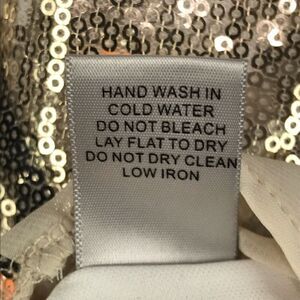 HAND WASH IN
COLD WATER
DO NOT BLEACH
LAY FLAT TO DRY
DO NOT DRY CLEAN
LOW IRON